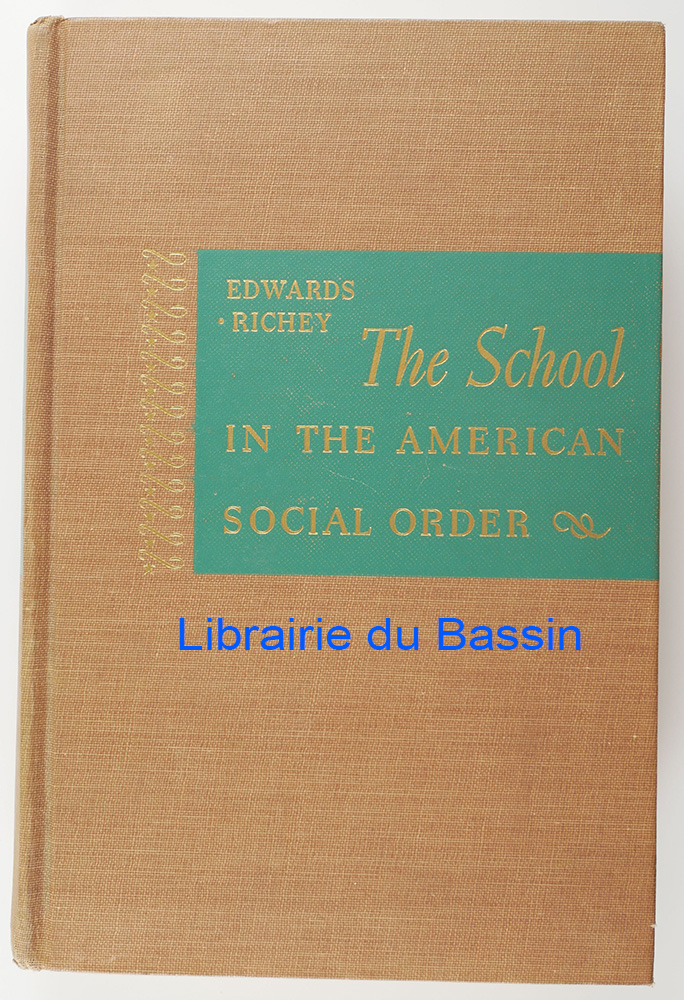 EDWARDS
• RICHEY
The School
IN THE AMERICAN
SOCIAL ORDER
Librairie du Bassin